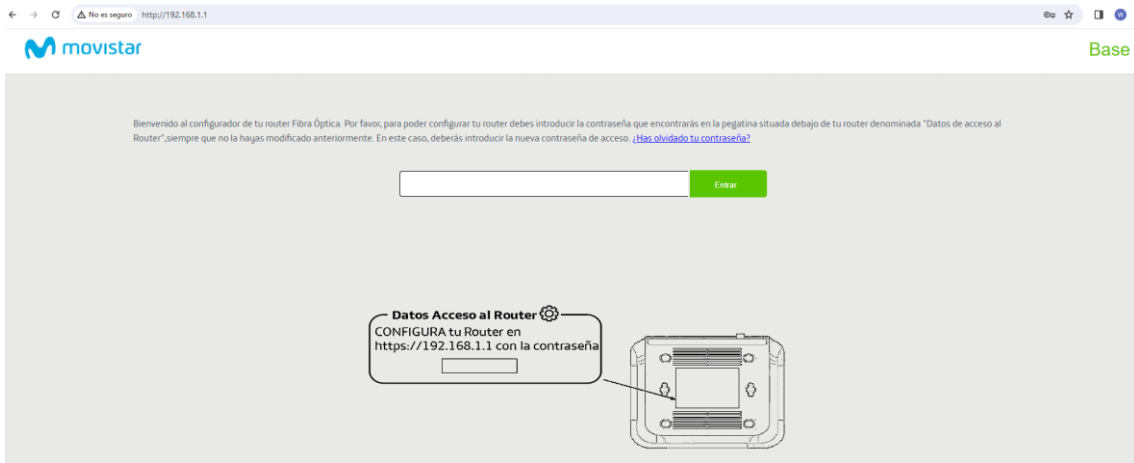 No es seguro http://192.168.1.1
W
movistar
Base
Bienvenido al configurador de tu router Fibra Óptica. Por favor, para poder configurar tu router debes introducir la contraseña que encontrarás en la pegatina situada debajo de tu router denominada "Datos de acceso al
Router",siempre que no la hayas modificado anteriormente. En este caso, deberás introducir la nueva contraseña de acceso. ¿Has olvidado tu contraseña?
Entrar
Datos Acceso al Router
CONFIGURA tu Router en
https://192.168.1.1 con la contraseña